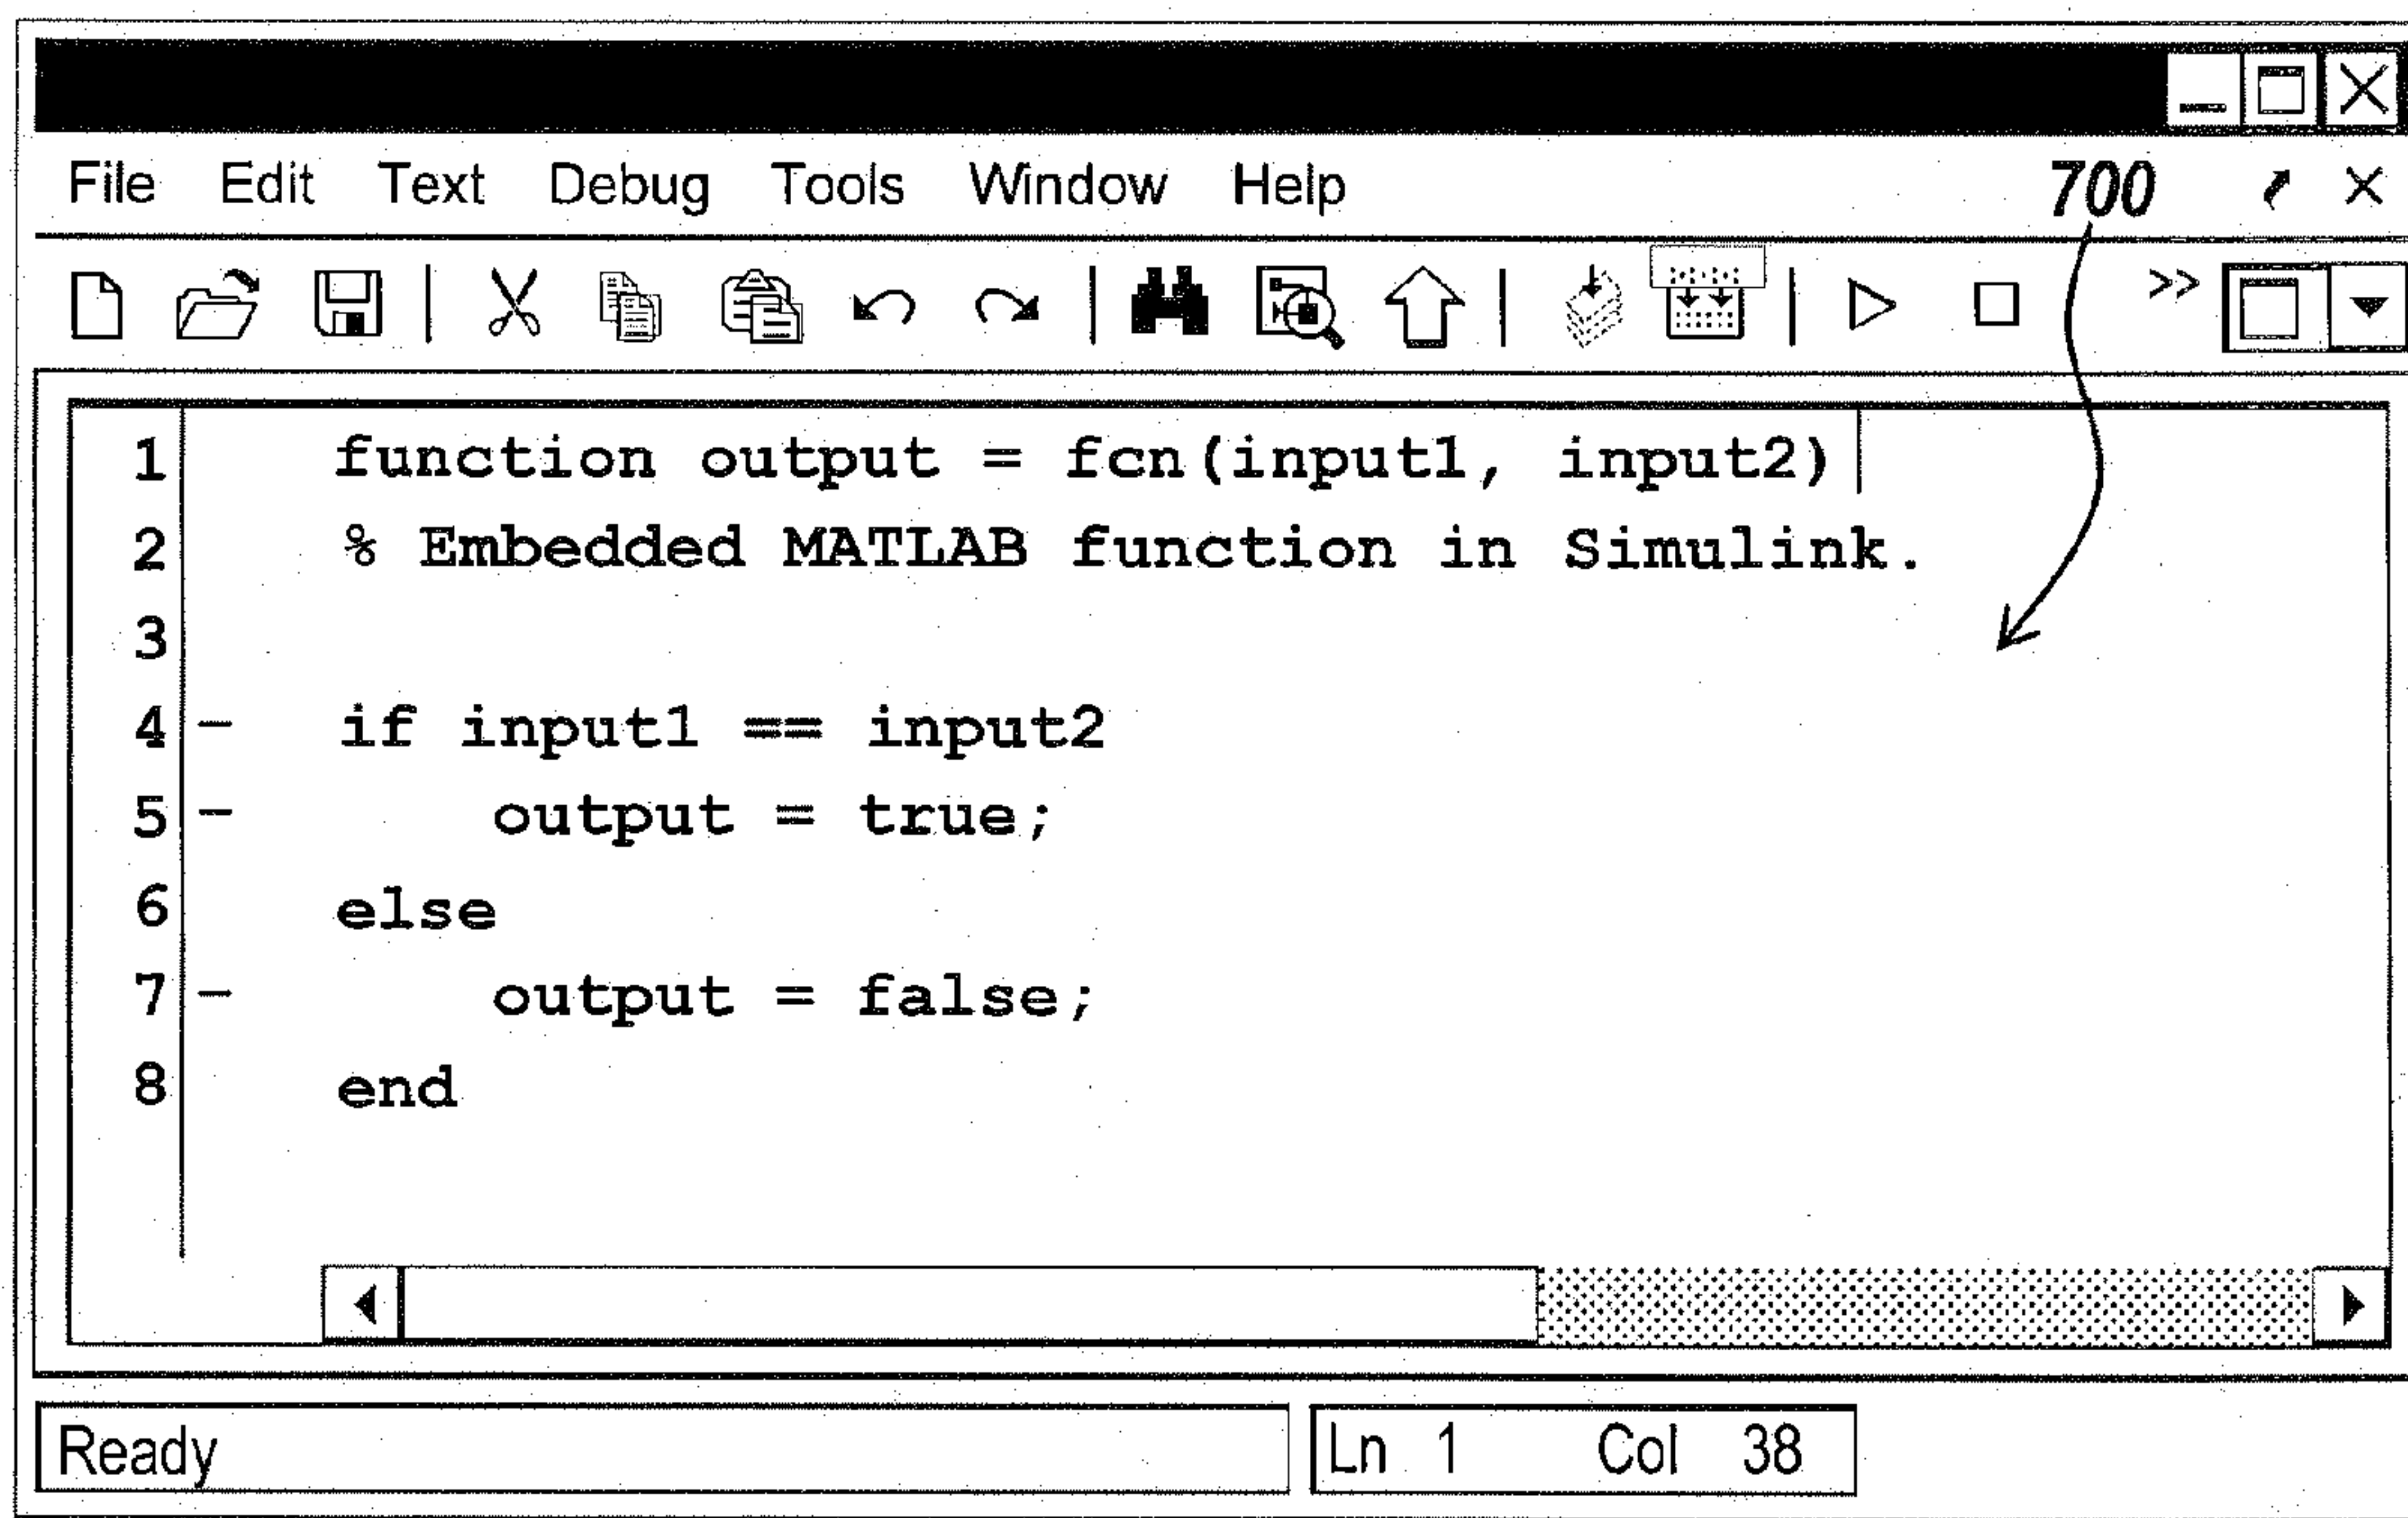 File Edit Text Debug Tools Window Help 700
>>
1 function output = fcn(input1, input2)
2 % Embedded MATLAB function in Simulink.
3
4 – if input1 == input2
5 –     output = true;
6 else
7 –     output = false;
8 end
Ready Ln 1 Col 38